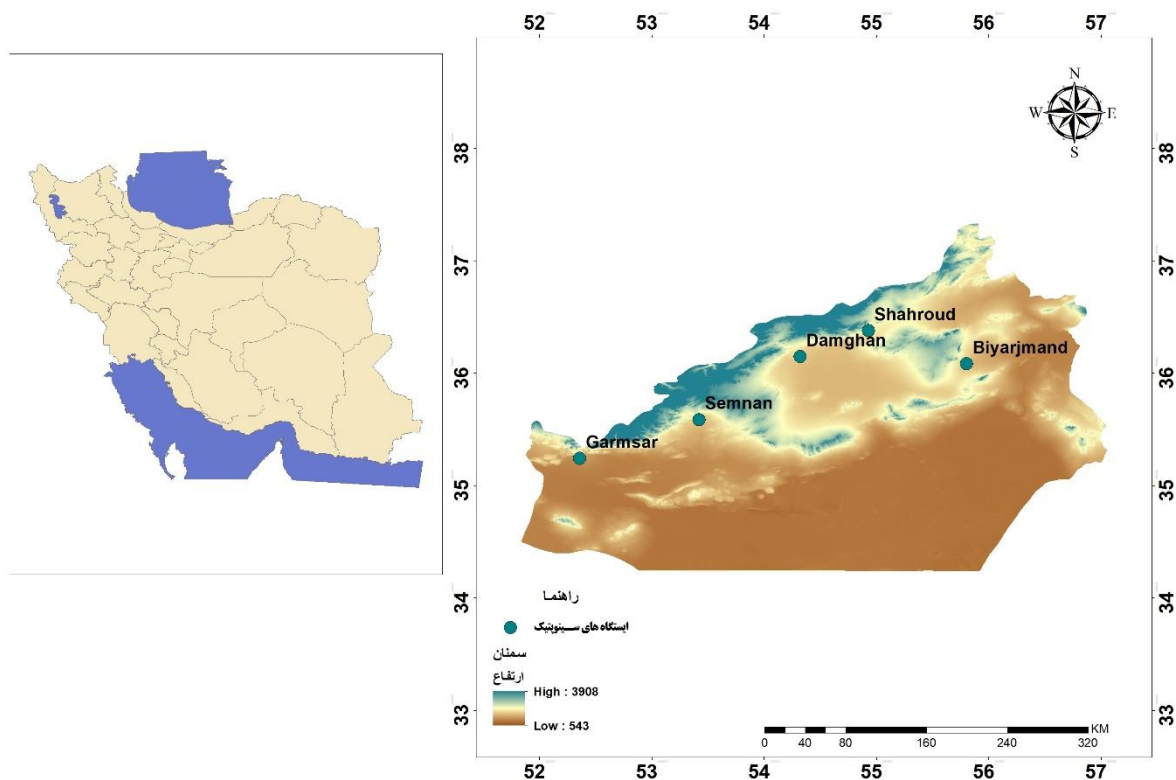 52 53 54 55 56 57
N
W E
S
38 38
37 37
Shahroud
Damghan
Biyarjmand
36 36
Semnan
Garmsar
35 35
34 34
راهنما
ایستگاه های سینوپتیک
سمنان
ارتفاع
High : 3908
Low : 543
33 33
KM
0 40 80 160 240 320
52 53 54 55 56 57